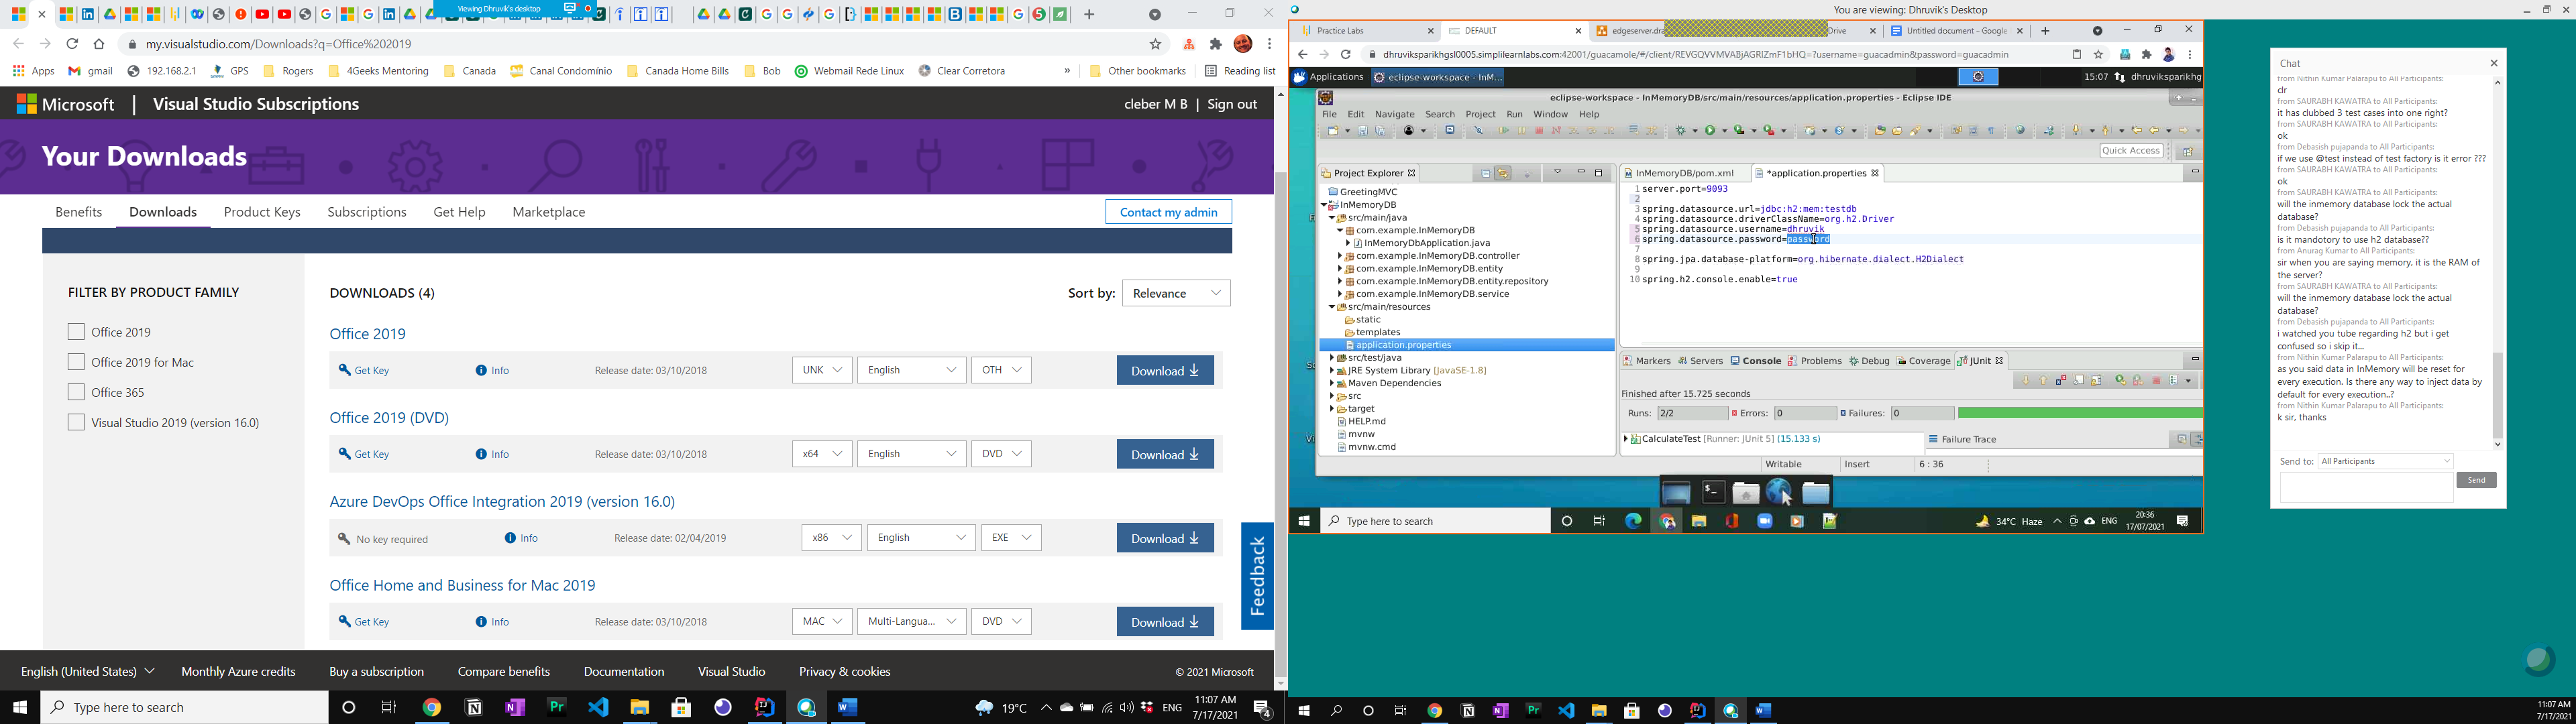 Viewing Dhruvik's desktop
my.visualstudio.com/Downloads?q=Office%202019
Apps
gmail
192.168.2.1
GPS
Rogers
4Geeks Mentoring
Canada
Canal Condomínio
Canada Home Bills
Bob
Webmail Rede Linux
Clear Corretora
»
Other bookmarks
Reading list
Microsoft | Visual Studio Subscriptions
cleber M B | Sign out
Your Downloads
Benefits
Downloads
Product Keys
Subscriptions
Get Help
Marketplace
Contact my admin
FILTER BY PRODUCT FAMILY
Office 2019
Office 2019 for Mac
Office 365
Visual Studio 2019 (version 16.0)
DOWNLOADS (4)
Sort by: Relevance
Office 2019
Get Key Info Release date: 03/10/2018 UNK English OTH Download
Office 2019 (DVD)
Get Key Info Release date: 03/10/2018 x64 English DVD Download
Azure DevOps Office Integration 2019 (version 16.0)
No key required Info Release date: 02/04/2019 x86 English EXE Download
Office Home and Business for Mac 2019
Get Key Info Release date: 03/10/2018 MAC Multi-Langua... DVD Download
Feedback
English (United States)
Monthly Azure credits
Buy a subscription
Compare benefits
Documentation
Visual Studio
Privacy & cookies
© 2021 Microsoft
Type here to search
19°C
ENG
11:07 AM
7/17/2021
4
You are viewing: Dhruvik's Desktop
Practice Labs
DEFAULT
edgeserver.dra
Drive
Untitled document - Google
dhruviksparikhgsl0005.simplilearnlabs.com:42001/guacamole/#/client/REVGQVVMVABjAGRlZmF1bHQ=?username=guacadmin&password=guacadmin
Applications
eclipse-workspace - InM...
15:07
dhruviksparikhg
eclipse-workspace - InMemoryDB/src/main/resources/application.properties - Eclipse IDE
File Edit Navigate Search Project Run Window Help
Quick Access
Project Explorer
GreetingMVC
InMemoryDB
src/main/java
com.example.InMemoryDB
InMemoryDbApplication.java
com.example.InMemoryDB.controller
com.example.InMemoryDB.entity
com.example.InMemoryDB.entity.repository
com.example.InMemoryDB.service
src/main/resources
static
templates
application.properties
src/test/java
JRE System Library [JavaSE-1.8]
Maven Dependencies
src
target
HELP.md
mvnw
mvnw.cmd
InMemoryDB/pom.xml
*application.properties
1 server.port=9093
2
3 spring.datasource.url=jdbc:h2:mem:testdb
4 spring.datasource.driverClassName=org.h2.Driver
5 spring.datasource.username=dhruvik
6 spring.datasource.password=password
7
8 spring.jpa.database-platform=org.hibernate.dialect.H2Dialect
9
10 spring.h2.console.enable=true
Markers Servers Console Problems Debug Coverage JUnit
Finished after 15.725 seconds
Runs: 2/2 Errors: 0 Failures: 0
CalculateTest [Runner: JUnit 5] (15.133 s)
Failure Trace
Writable
Insert
6 : 36
Type here to search
34°C Haze
ENG
20:36
17/07/2021
Chat
from Nithin Kumar Palarapu to All Participants:
clr
from SAURABH KAWATRA to All Participants:
it has clubbed 3 test cases into one right?
from SAURABH KAWATRA to All Participants:
ok
from Debasish pujapanda to All Participants:
if we use @test instead of test factory is it error ???
from SAURABH KAWATRA to All Participants:
ok
from SAURABH KAWATRA to All Participants:
will the inmemory database lock the actual
database?
from Debasish pujapanda to All Participants:
is it mandotory to use h2 database??
from Anurag Kumar to All Participants:
sir when you are saying memory, it is the RAM of
the server?
from SAURABH KAWATRA to All Participants:
will the inmemory database lock the actual
database?
from Debasish pujapanda to All Participants:
i watched you tube regarding h2 but i get
confused so i skip it...
from Nithin Kumar Palarapu to All Participants:
as you said data in InMemory will be reset for
every execution. Is there any way to inject data by
default for every execution..?
from Nithin Kumar Palarapu to All Participants:
k sir, thanks
Send to: All Participants
Send
11:07 AM
7/17/2021